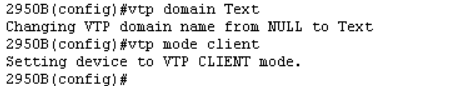 2950B(config)#vtp domain Text
Changing VTP domain name from NULL to Text
2950B(config)#vtp mode client
Setting device to VTP CLIENT mode.
2950B(config)#